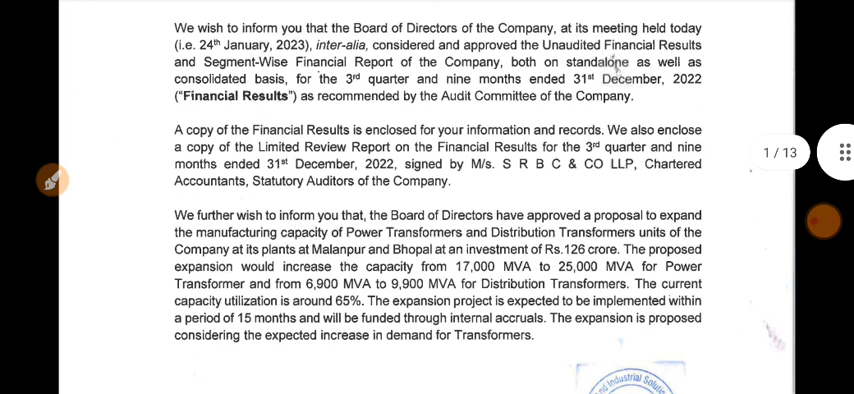 We wish to inform you that the Board of Directors of the Company, at its meeting held today
(i.e. 24th January, 2023), inter-alia, considered and approved the Unaudited Financial Results
and Segment-Wise Financial Report of the Company, both on standalone as well as
consolidated basis, for the 3rd quarter and nine months ended 31st December, 2022
("Financial Results") as recommended by the Audit Committee of the Company.
A copy of the Financial Results is enclosed for your information and records. We also enclose
a copy of the Limited Review Report on the Financial Results for the 3rd quarter and nine
months ended 31st December, 2022, signed by M/s. S R B C & CO LLP, Chartered
Accountants, Statutory Auditors of the Company.
1 / 13
We further wish to inform you that, the Board of Directors have approved a proposal to expand
the manufacturing capacity of Power Transformers and Distribution Transformers units of the
Company at its plants at Malanpur and Bhopal at an investment of Rs.126 crore. The proposed
expansion would increase the capacity from 17,000 MVA to 25,000 MVA for Power
Transformer and from 6,900 MVA to 9,900 MVA for Distribution Transformers. The current
capacity utilization is around 65%. The expansion project is expected to be implemented within
a period of 15 months and will be funded through internal accruals. The expansion is proposed
considering the expected increase in demand for Transformers.
and Industrial